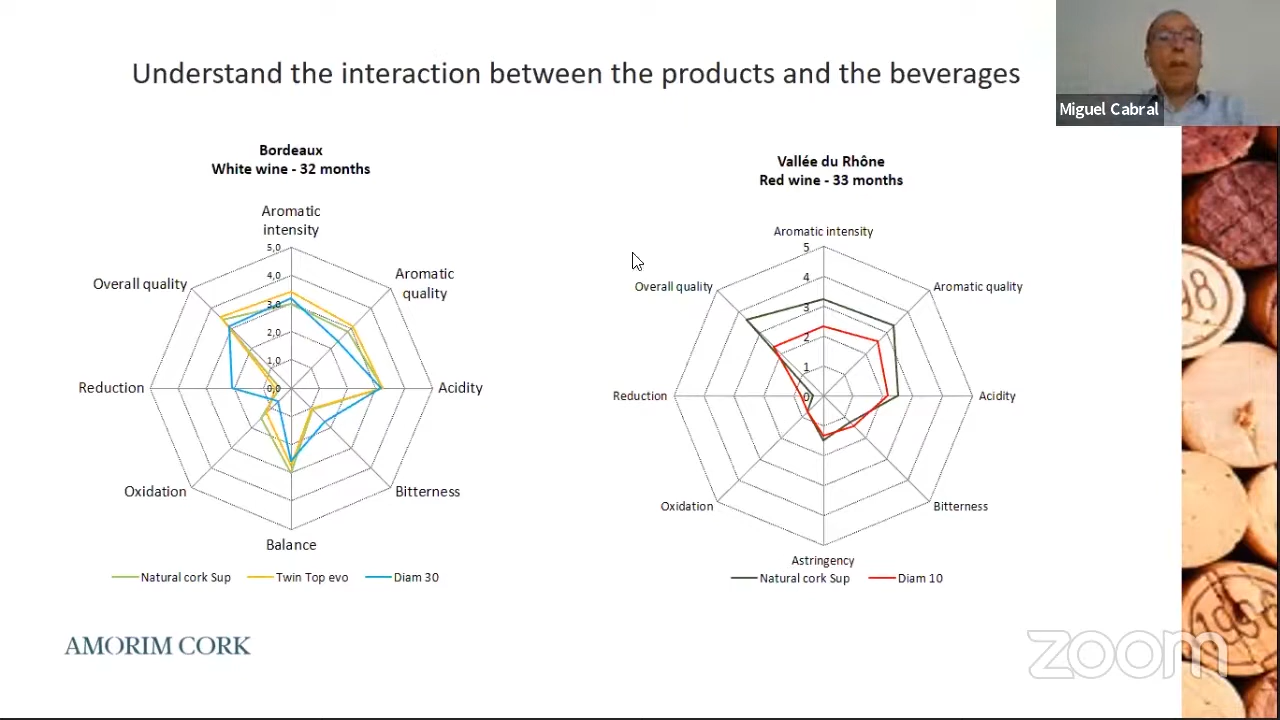 Understand the interaction between the products and the beverages
Miguel Cabral
Bordeaux
White wine - 32 months
Aromatic
intensity
5,0
4,0
3,0
2,0
1,0
0,0
Aromatic
quality
Acidity
Bitterness
Balance
Oxidation
Reduction
Overall quality
Natural cork Sup
Twin Top evo
Diam 30
Vallée du Rhône
Red wine - 33 months
Aromatic intensity
5
4
3
2
1
0
Aromatic quality
Acidity
Bitterness
Astringency
Oxidation
Reduction
Overall quality
Natural cork Sup
Diam 10
AMORIM CORK
zoom
98